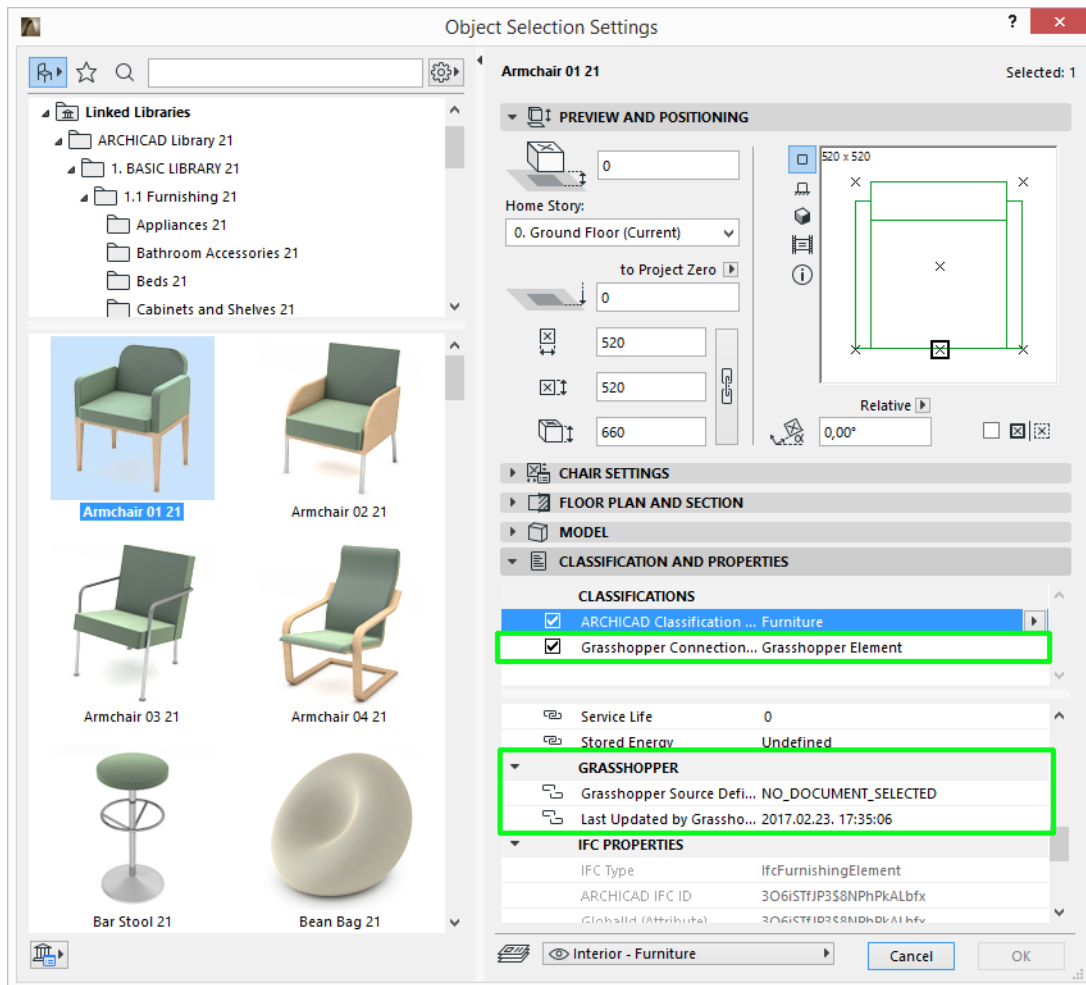 Object Selection Settings
?
Linked Libraries
ARCHICAD Library 21
1. BASIC LIBRARY 21
1.1 Furnishing 21
Appliances 21
Bathroom Accessories 21
Beds 21
Cabinets and Shelves 21
Armchair 01 21
Armchair 02 21
Armchair 03 21
Armchair 04 21
Bar Stool 21
Bean Bag 21
Armchair 01 21 Selected: 1
PREVIEW AND POSITIONING
0
Home Story:
0. Ground Floor (Current)
to Project Zero
0
520
520
660
520 x 520
Relative
α 0,00°
CHAIR SETTINGS
FLOOR PLAN AND SECTION
MODEL
CLASSIFICATION AND PROPERTIES
CLASSIFICATIONS
ARCHICAD Classification ... Furniture
Grasshopper Connection... Grasshopper Element
Service Life 0
Stored Energy Undefined
GRASSHOPPER
Grasshopper Source Defi... NO_DOCUMENT_SELECTED
Last Updated by Grassho... 2017.02.23. 17:35:06
IFC PROPERTIES
IFC Type IfcFurnishingElement
ARCHICAD IFC ID 3O6iSTfJP3$8NPhPkALbfx
GlobalId (Attribute) 3O6iSTfJP3$8NPhPkALbfx
Interior - Furniture
Cancel
OK